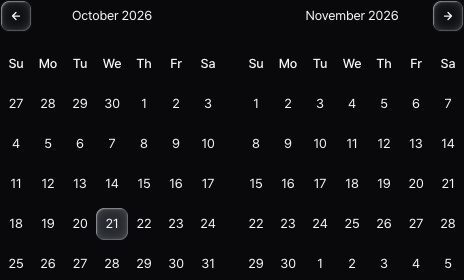 ← October 2026
Su Mo Tu We Th Fr Sa
27 28 29 30 1 2 3
4 5 6 7 8 9 10
11 12 13 14 15 16 17
18 19 20 21 22 23 24
25 26 27 28 29 30 31
November 2026 →
Su Mo Tu We Th Fr Sa
1 2 3 4 5 6 7
8 9 10 11 12 13 14
15 16 17 18 19 20 21
22 23 24 25 26 27 28
29 30 1 2 3 4 5